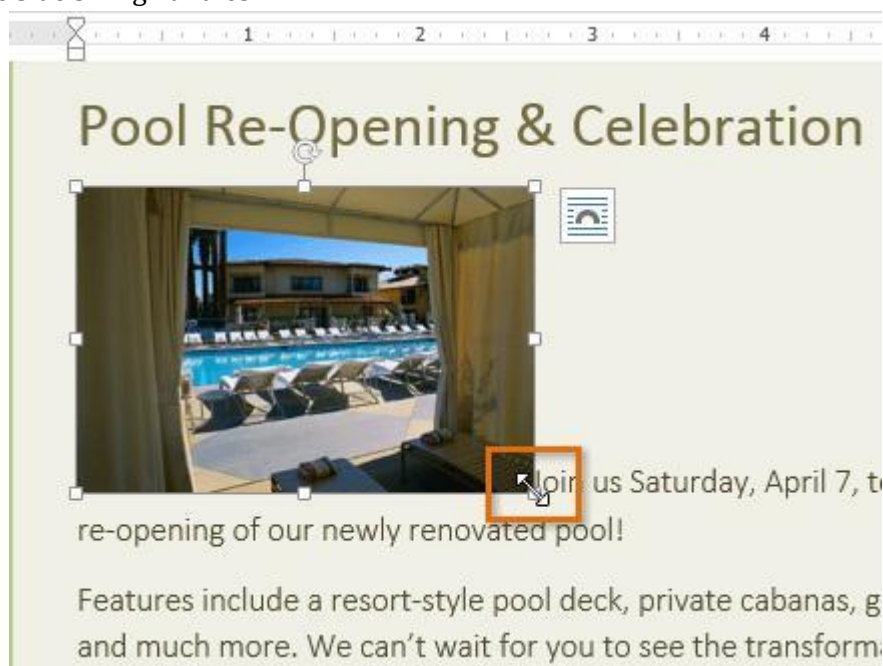 1 2 3 4
Pool Re-Opening & Celebration
Join us Saturday, April 7, t
re-opening of our newly renovated pool!
Features include a resort-style pool deck, private cabanas, g
and much more. We can't wait for you to see the transforma